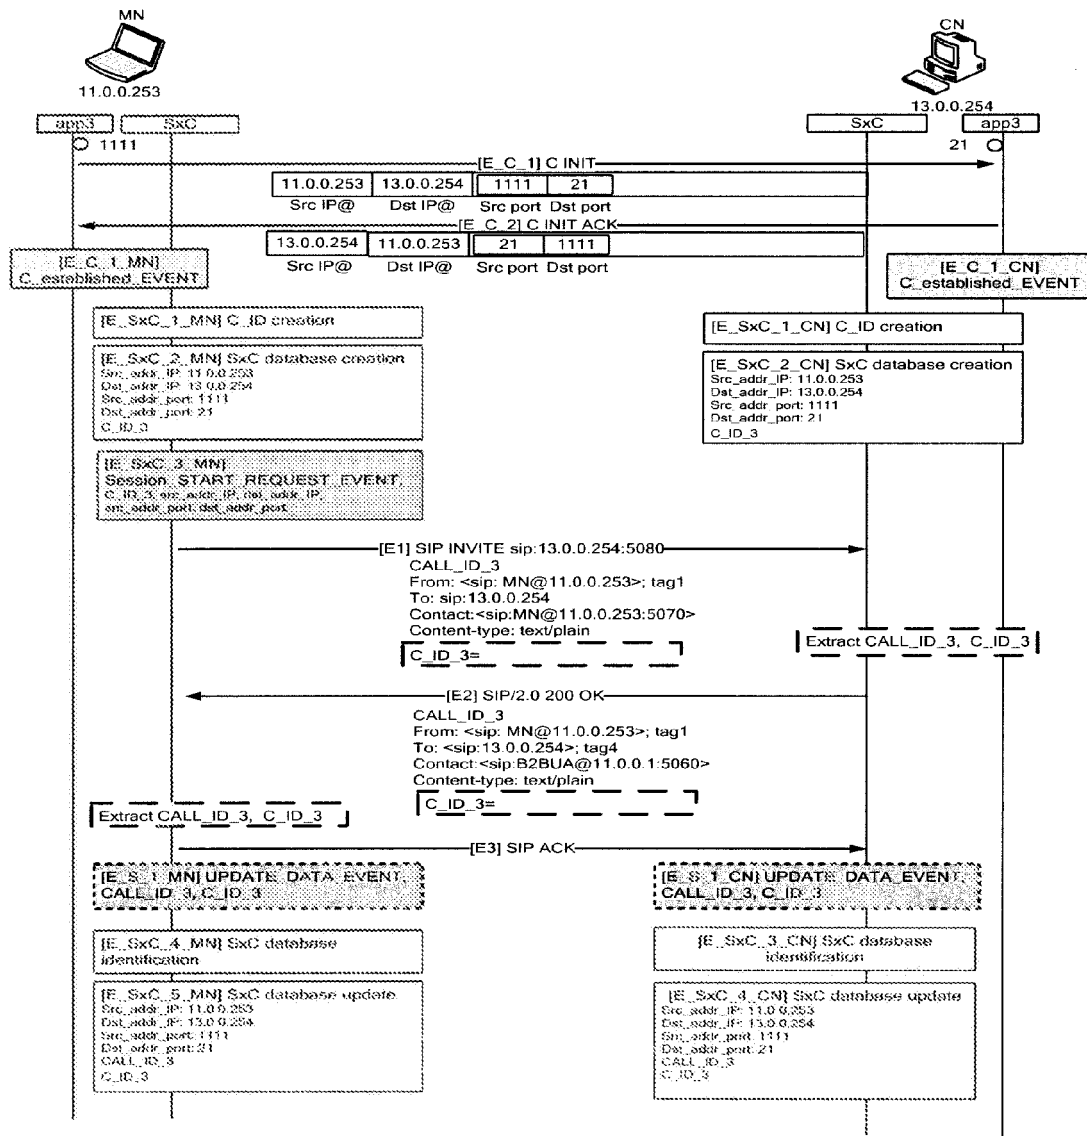 MN
CN
11.0.0.253
13.0.0.254
app3
SxC
SxC
app3
1111
21
[E_C_1] C INIT
11.0.0.253 13.0.0.254 1111 21
Src IP@ Dst IP@ Src port Dst port
[E_C_2] C INIT ACK
13.0.0.254 11.0.0.253 21 1111
Src IP@ Dst IP@ Src port Dst port
[E_C_1_MN]
C_established_EVENT
[E_C_1_CN]
C_established_EVENT
[E_SxC_1_MN] C_ID creation
[E_SxC_1_CN] C_ID creation
[E_SxC_2_MN] SxC database creation
Src_addr_IP: 11.0.0.253
Dst_addr_IP: 13.0.0.254
Src_addr_port: 1111
Dst_addr_port: 21
C_ID_3
[E_SxC_2_CN] SxC database creation
Src_addr_IP: 11.0.0.253
Dst_addr_IP: 13.0.0.254
Src_addr_port: 1111
Dst_addr_port: 21
C_ID_3
[E_SxC_3_MN]
Session_START_REQUEST_EVENT,
C_ID_3, src_addr_IP, dst_addr_IP,
src_addr_port, dst_addr_port
[E1] SIP INVITE sip:13.0.0.254:5080
CALL_ID_3
From: <sip: MN@11.0.0.253>; tag1
To: sip:13.0.0.254
Contact:<sip:MN@11.0.0.253:5070>
Content-type: text/plain
C_ID_3=
Extract CALL_ID_3, C_ID_3
[E2] SIP/2.0 200 OK
CALL_ID_3
From: <sip: MN@11.0.0.253>; tag1
To: <sip:13.0.0.254>; tag4
Contact:<sip:B2BUA@11.0.0.1:5060>
Content-type: text/plain
C_ID_3=
Extract CALL_ID_3, C_ID_3
[E3] SIP ACK
[E_S_1_MN] UPDATE_DATA_EVENT,
CALL_ID_3, C_ID_3
[E_S_1_CN] UPDATE_DATA_EVENT,
CALL_ID_3, C_ID_3
[E_SxC_4_MN] SxC database
identification
[E_SxC_3_CN] SxC database
identification
[E_SxC_5_MN] SxC database update
Src_addr_IP: 11.0.0.253
Dst_addr_IP: 13.0.0.254
Src_addr_port: 1111
Dst_addr_port: 21
CALL_ID_3
C_ID_3
[E_SxC_4_CN] SxC database update
Src_addr_IP: 11.0.0.253
Dst_addr_IP: 13.0.0.254
Src_addr_port: 1111
Dst_addr_port: 21
CALL_ID_3
C_ID_3